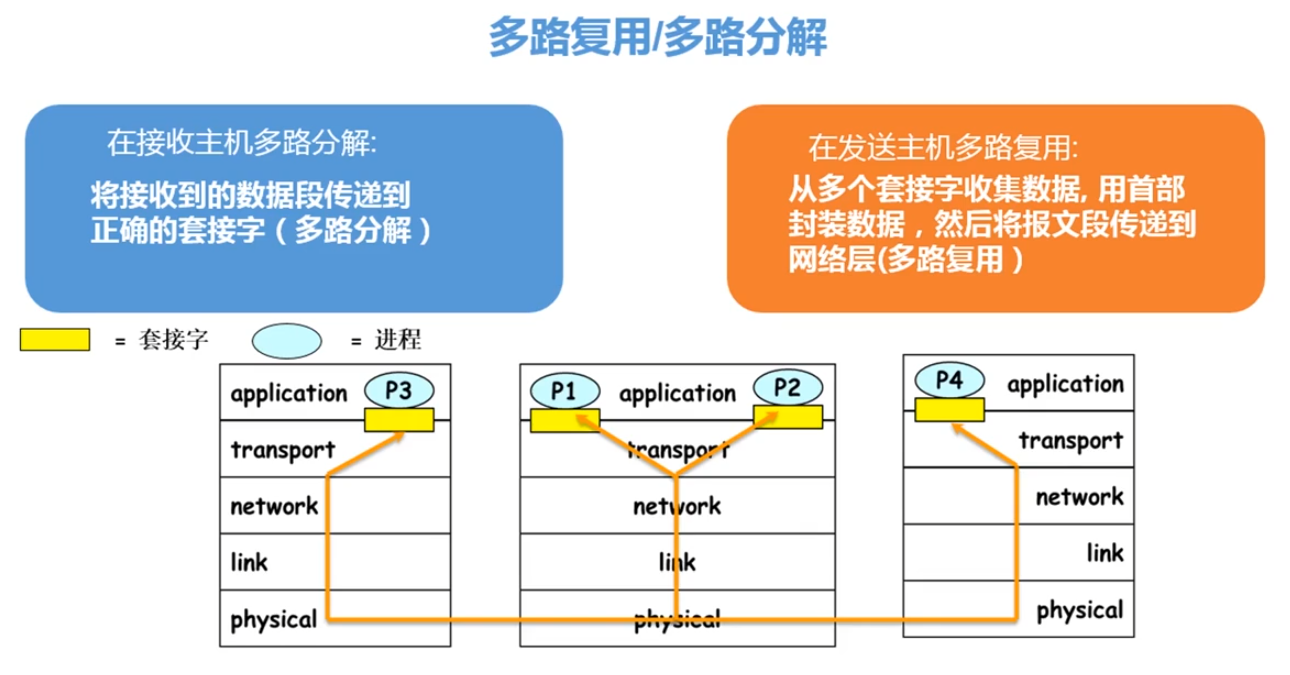 多路复用/多路分解
在接收主机多路分解:
将接收到的数据段传递到
正确的套接字（多路分解）
在发送主机多路复用:
从多个套接字收集数据, 用首部
封装数据，然后将报文段传递到
网络层(多路复用）
= 套接字
= 进程
application P3
transport
network
link
physical
P1 application P2
transport
network
link
physical
P4 application
transport
network
link
physical